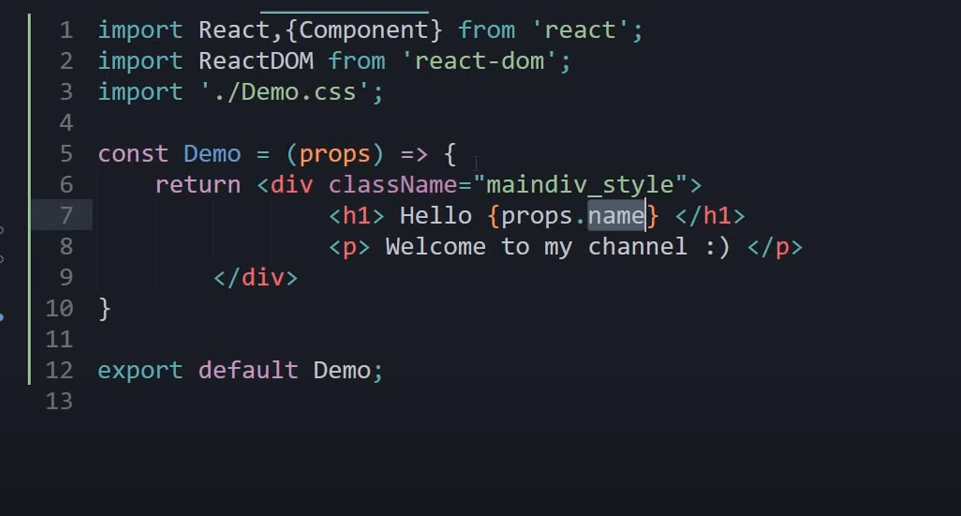 1 import React,{Component} from 'react';
2 import ReactDOM from 'react-dom';
3 import './Demo.css';
4
5 const Demo = (props) => {
6 return <div className="maindiv_style">
7 <h1> Hello {props.name} </h1>
8 <p> Welcome to my channel :) </p>
9 </div>
10 }
11
12 export default Demo;
13